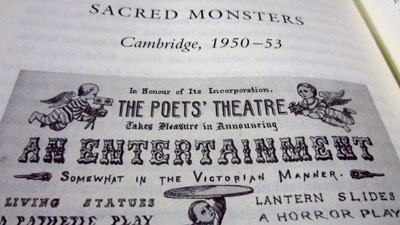 SACRED MONSTERS
Cambridge, 1950–53
In Honour of Its Incorporation,
THE POETS' THEATRE
Takes Pleasure in Announcing
AN ENTERTAINMENT
SOMEWHAT IN THE VICTORIAN MANNER.
LIVING STATUES
LANTERN SLIDES
A PATHETIC PLAY
A HORROR PLAY